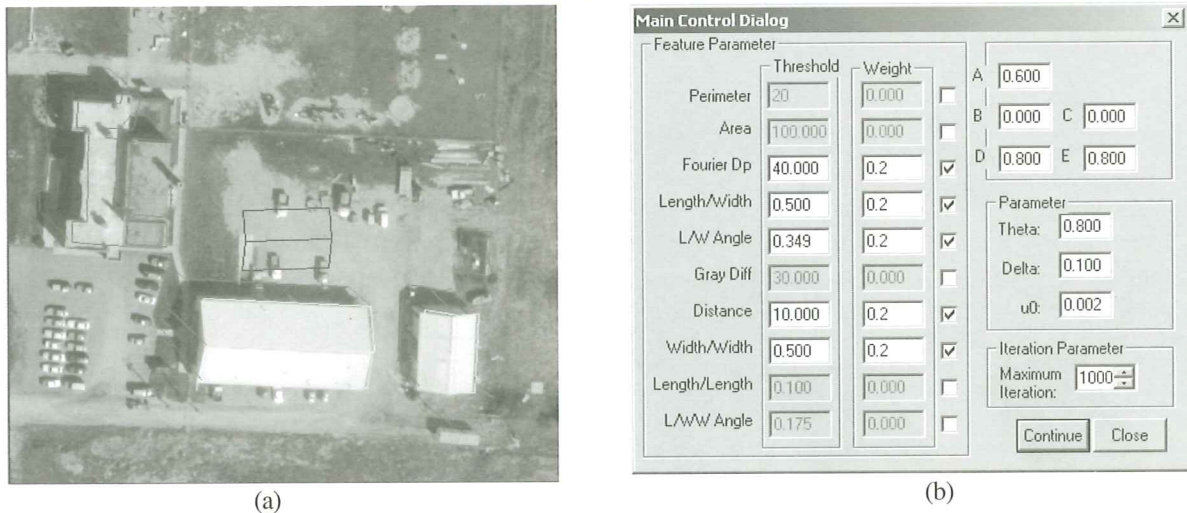 Main Control Dialog
Feature Parameter
Threshold Weight
Perimeter 20 0.000
Area 100.000 0.000
Fourier Dp 40.000 0.2
Length/Width 0.500 0.2
L/W Angle 0.349 0.2
Gray Diff 30.000 0.000
Distance 10.000 0.2
Width/Width 0.500 0.2
Length/Length 0.100 0.000
L/WW Angle 0.175 0.000
A 0.600
B 0.000 C 0.000
D 0.800 E 0.800
Parameter
Theta: 0.800
Delta: 0.100
u0: 0.002
Iteration Parameter
Maximum
Iteration: 1000
Continue Close
(a)
(b)